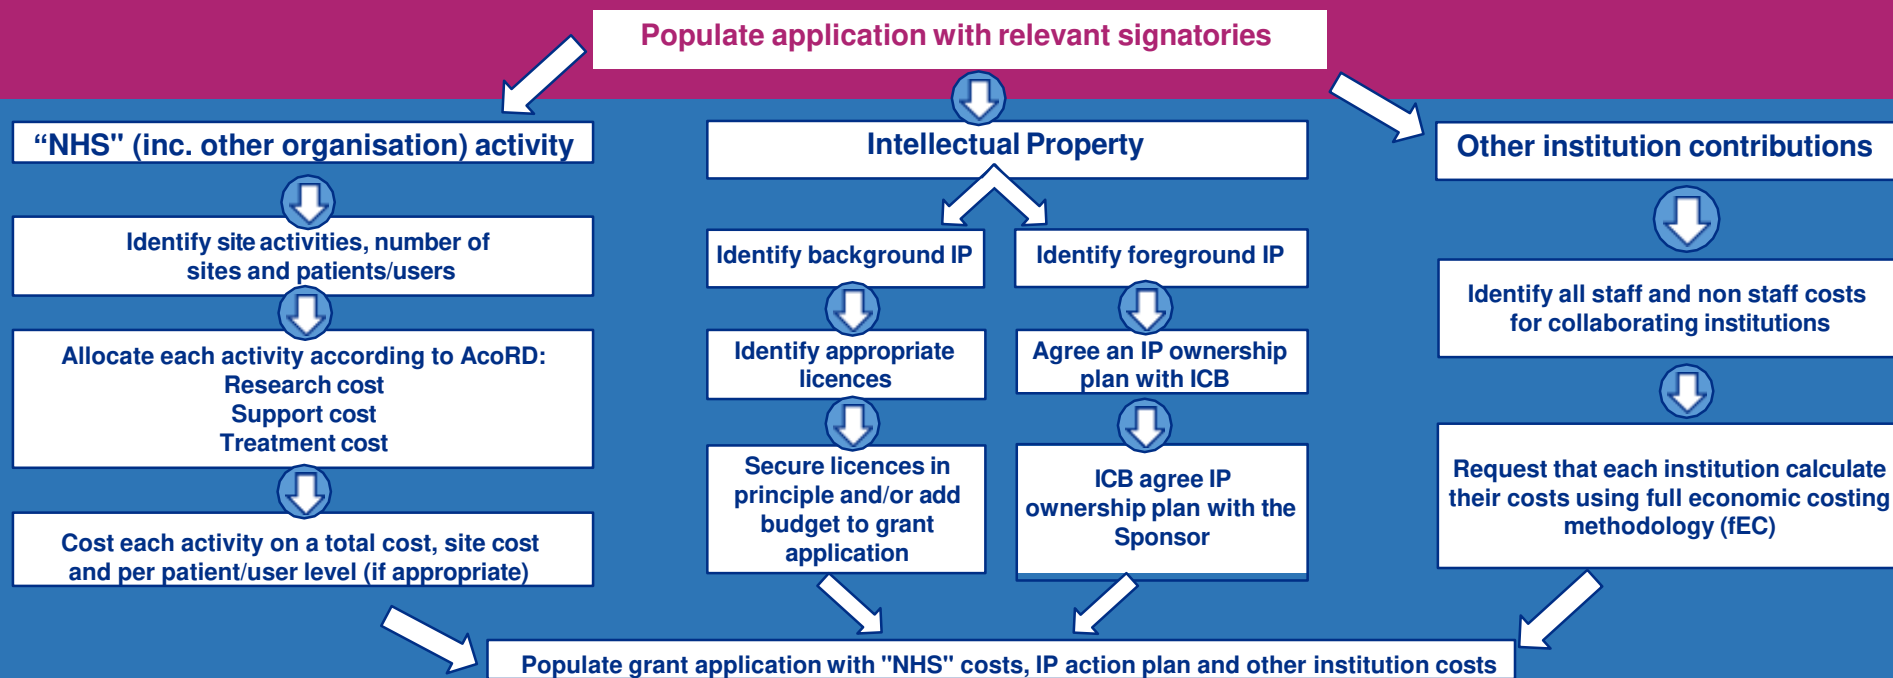 Populate application with relevant signatories
“NHS" (inc. other organisation) activity
Identify site activities, number of
sites and patients/users
Allocate each activity according to AcoRD:
Research cost
Support cost
Treatment cost
Cost each activity on a total cost, site cost
and per patient/user level (if appropriate)
Intellectual Property
Identify background IP
Identify appropriate
licences
Secure licences in
principle and/or add
budget to grant
application
Identify foreground IP
Agree an IP ownership
plan with ICB
ICB agree IP
ownership plan with the
Sponsor
Other institution contributions
Identify all staff and non staff costs
for collaborating institutions
Request that each institution calculate
their costs using full economic costing
methodology (fEC)
Populate grant application with "NHS" costs, IP action plan and other institution costs